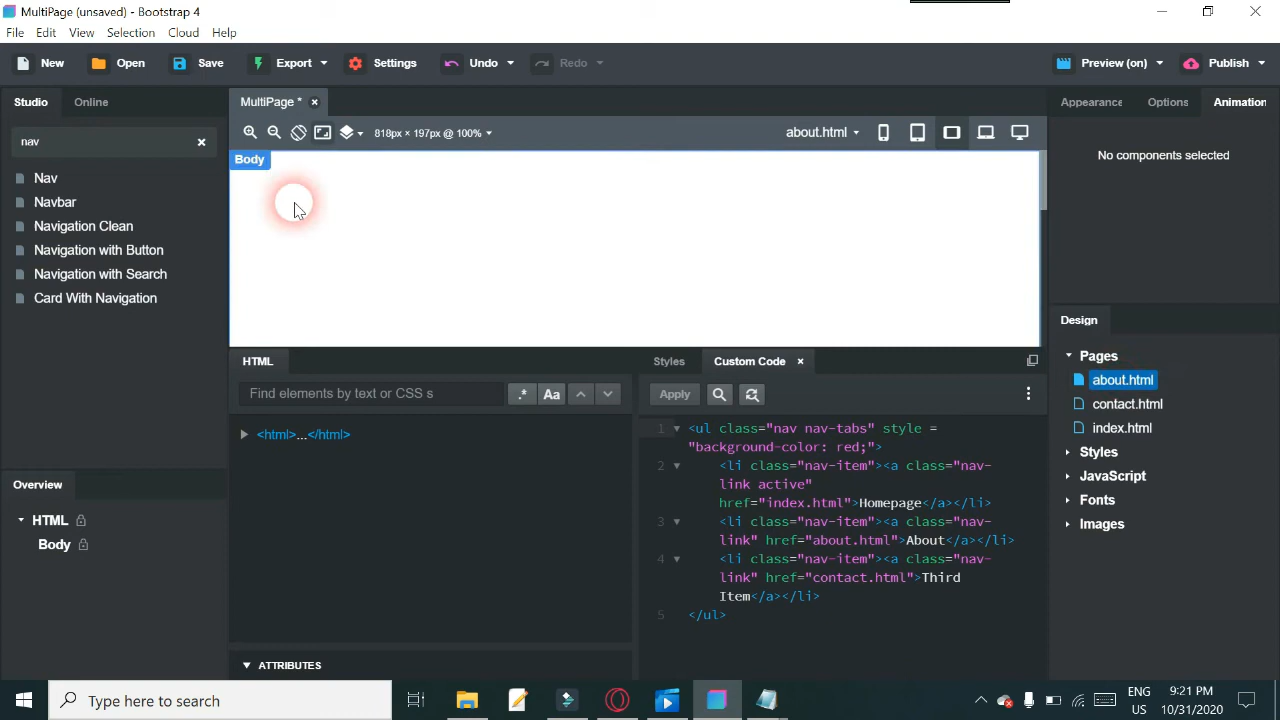 MultiPage (unsaved) - Bootstrap 4
File Edit View Selection Cloud Help
New Open Save Export Settings Undo Redo Preview (on) Publish
Studio Online
MultiPage *
Appearance Options Animation
nav
818px × 197px @ 100%
about.html
Body
No components selected
Nav
Navbar
Navigation Clean
Navigation with Button
Navigation with Search
Card With Navigation
Design
Pages
about.html
contact.html
index.html
Styles
JavaScript
Fonts
Images
HTML
Find elements by text or CSS s
.* Aa
<html>...</html>
ATTRIBUTES
Styles Custom Code
Apply
1 <ul class="nav nav-tabs" style =
"background-color: red;">
2 <li class="nav-item"><a class="nav-
link active"
href="index.html">Homepage</a></li>
3 <li class="nav-item"><a class="nav-
link" href="about.html">About</a></li>
4 <li class="nav-item"><a class="nav-
link" href="contact.html">Third
Item</a></li>
5 </ul>
Overview
HTML
Body
Type here to search
ENG
US
9:21 PM
10/31/2020